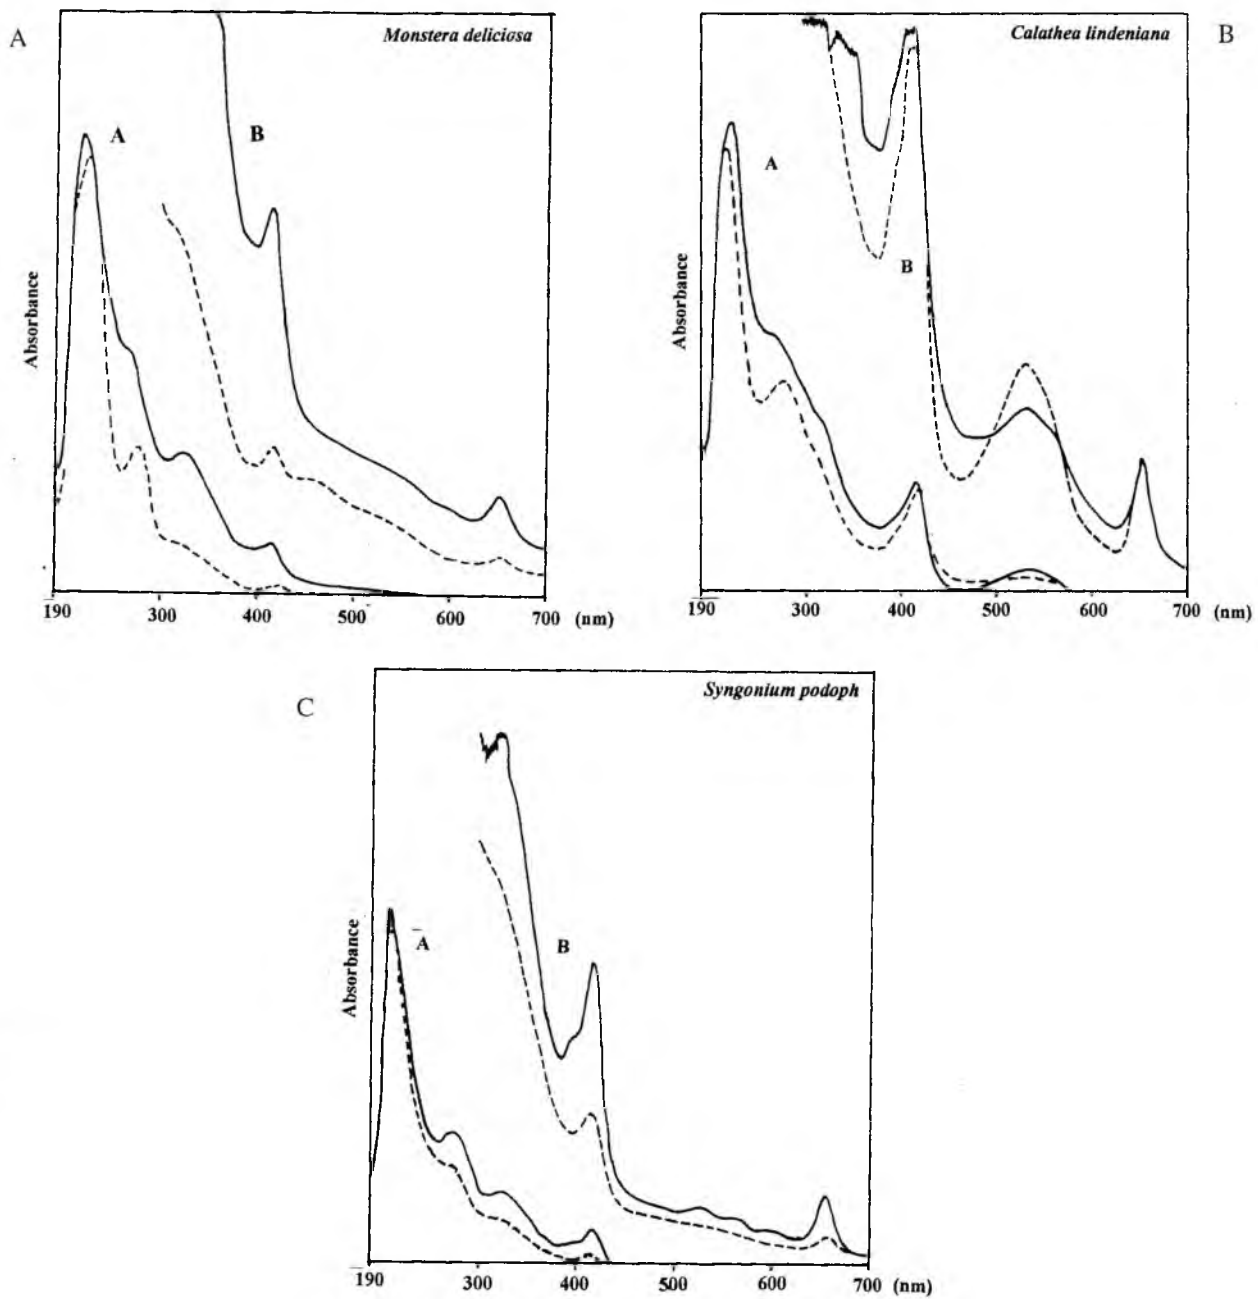 A
Monstera deliciosa
A
B
Absorbance
190 300 400 500 600 700 (nm)
Calathea lindeniana
B
A
B
Absorbance
190 300 400 500 600 700 (nm)
C
Syngonium podoph
A
B
Absorbance
190 300 400 500 600 700 (nm)